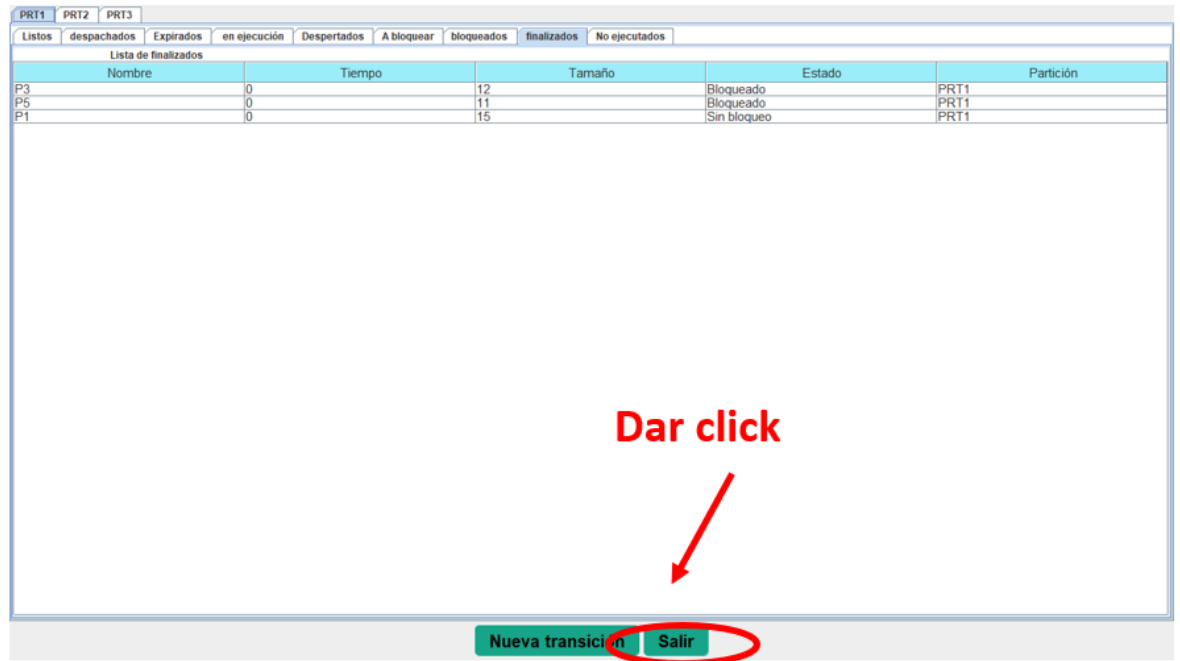 PRT1 PRT2 PRT3
Listos despachados Expirados en ejecución Despertados A bloquear bloqueados finalizados No ejecutados
Lista de finalizados
Nombre Tiempo Tamaño Estado Partición
P3 0 12 Bloqueado PRT1
P5 0 11 Bloqueado PRT1
P1 0 15 Sin bloqueo PRT1
Dar click
Nueva transición Salir